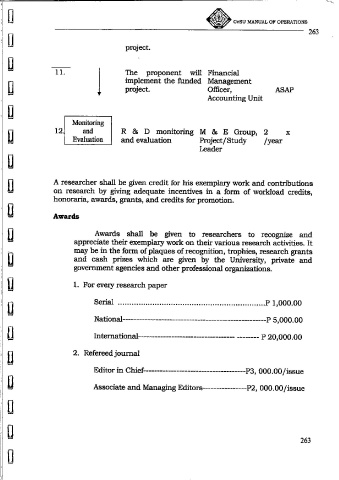 CvSU MANUAL OF OPERATIONS
263
project.
11. The proponent will Financial
implement the funded Management
project. Officer, ASAP
Accounting Unit
Monitoring
12. and R & D monitoring M & E Group, 2 x
Evaluation and evaluation Project/Study /year
Leader
A researcher shall be given credit for his exemplary work and contributions
on research by giving adequate incentives in a form of workload credits,
honoraria, awards, grants, and credits for promotion.
Awards
Awards shall be given to researchers to recognize and
appreciate their exemplary work on their various research activities. It
may be in the form of plaques of recognition, trophies, research grants
and cash prises which are given by the University, private and
government agencies and other professional organizations.
1. For every research paper
Serial ................................................................P 1,000.00
National------------------------------------------------------P 5,000.00
International------------------------------------ -------- P 20,000.00
2. Refereed journal
Editor in Chief--------------------------------------P3, 000.00/issue
Associate and Managing Editors----------------P2, 000.00/issue
263